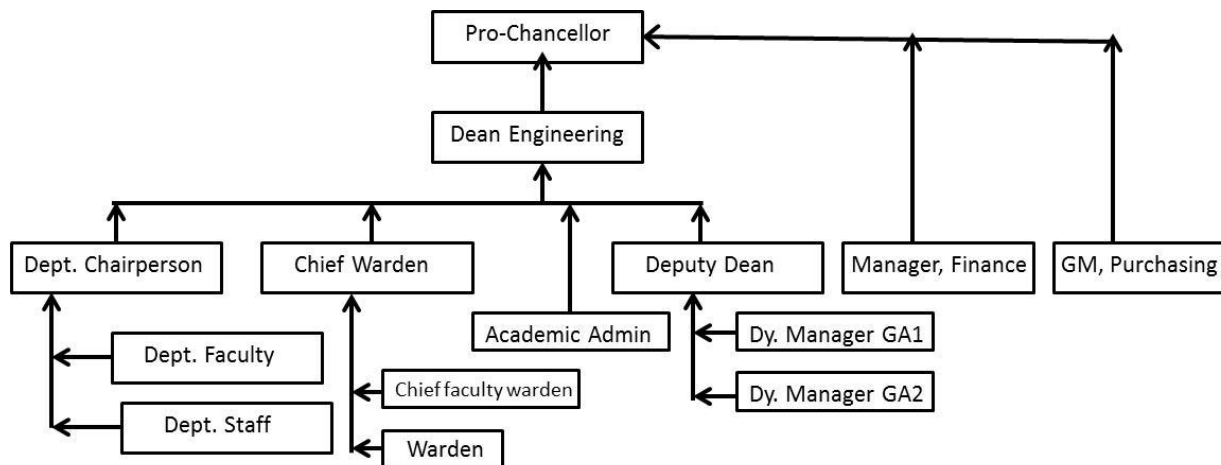 Pro-Chancellor
Dean Engineering
Dept. Chairperson
Chief Warden
Deputy Dean
Manager, Finance
GM, Purchasing
Academic Admin
Dy. Manager GA1
Dept. Faculty
Chief faculty warden
Dy. Manager GA2
Dept. Staff
Warden